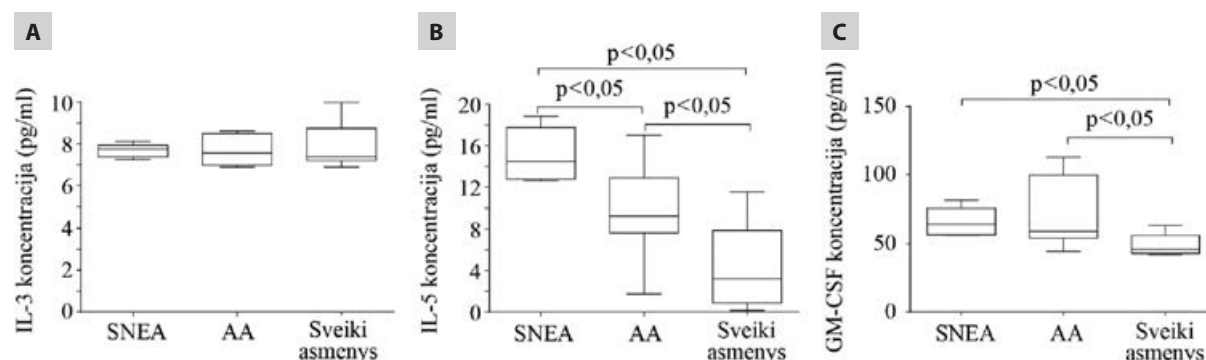 A
IL-3 koncentracija (pg/ml)
10
8
6
4
2
0
SNEA
AA
Sveiki
asmenys
B
IL-5 koncentracija (pg/ml)
20
16
12
8
4
0
p<0,05
p<0,05
p<0,05
SNEA
AA
Sveiki
asmenys
C
GM-CSF koncentracija (pg/ml)
150
100
50
0
p<0,05
p<0,05
SNEA
AA
Sveiki
asmenys